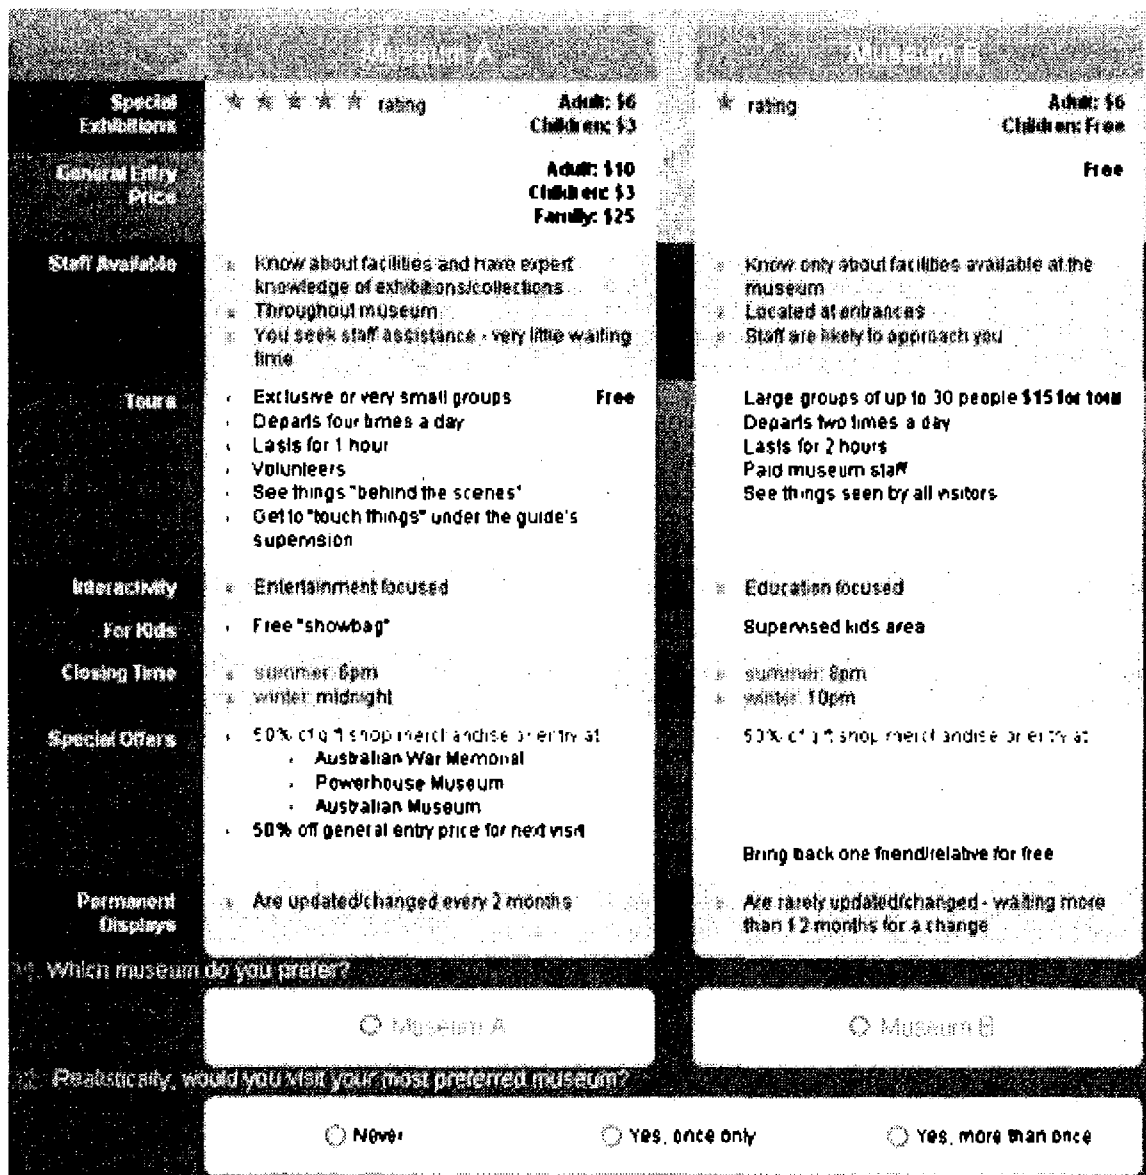 Museum A
Museum B
Special Exhibitions
rating
Adult: $6
Children: $3
rating
Adult: $6
Children: Free
General Entry Price
Adult: $10
Children: $3
Family: $25
Free
Staff Available
Know about facilities and have expert
knowledge of exhibitions/collections
Throughout museum
You seek staff assistance - very little waiting
time
Know only about facilities available at the
museum
Located at entrances
Staff are likely to approach you
Tours
Exclusive or very small groups Free
Departs four times a day
Lasts for 1 hour
Volunteers
See things "behind the scenes"
Get to "touch things" under the guide's
supervision
Large groups of up to 30 people $15 for total
Departs two times a day
Lasts for 2 hours
Paid museum staff
See things seen by all visitors
Interactivity
Entertainment focused
Education focused
For Kids
Free "showbag"
Supervised kids area
Closing Time
summer: 6pm
winter: midnight
summer: 8pm
winter: 10pm
Special Offers
50% of gift shop merchandise or entry at
Australian War Memorial
Powerhouse Museum
Australian Museum
50% off general entry price for next visit
50% of gift shop merchandise or entry at
Bring back one friend/relative for free
Permanent Displays
Are updated/changed every 2 months
Are rarely updated/changed - waiting more
than 12 months for a change
Which museum do you prefer?
Museum A
Museum B
Realistically, would you visit your most preferred museum?
Never
Yes, once only
Yes, more than once